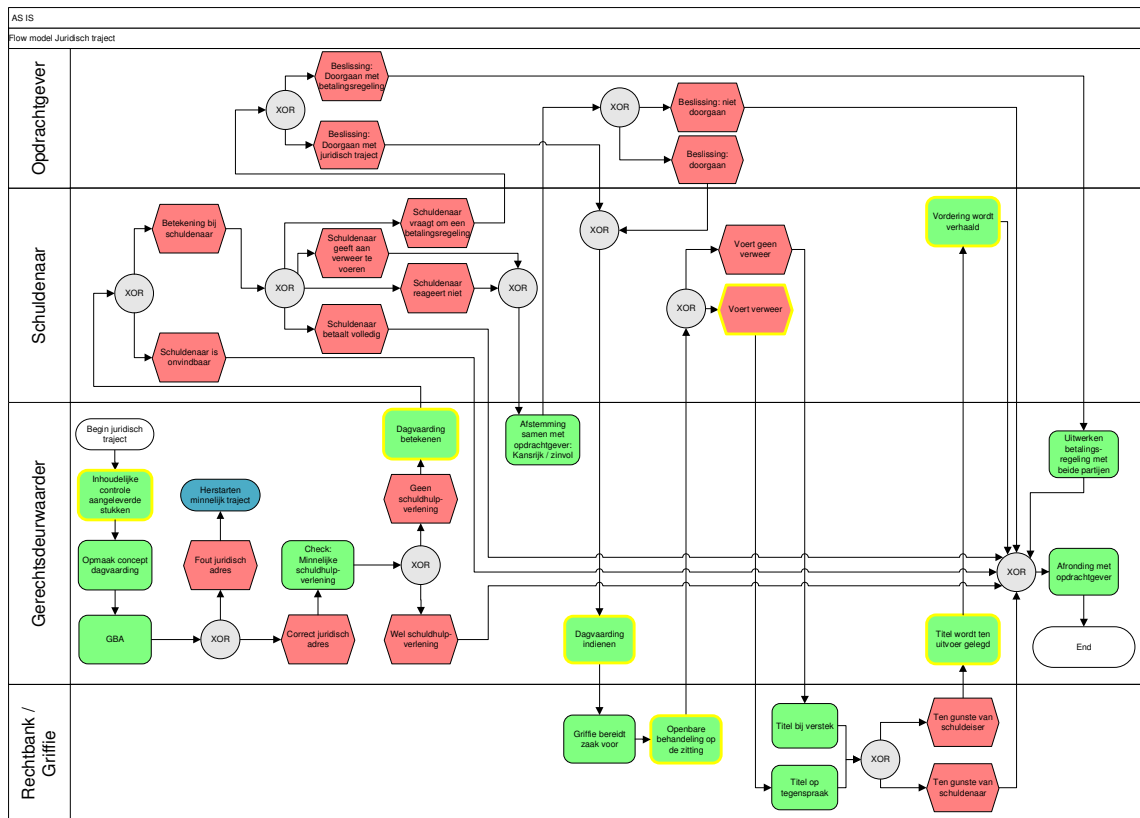 AS IS
Flow model Juridisch traject
Opdrachtgever
XOR
Beslissing:
Doorgaan met
betalingsregeling
Beslissing:
Doorgaan met
juridisch traject
XOR
Beslissing: niet
doorgaan
Beslissing:
doorgaan
Schuldenaar
XOR
Betekening bij
schuldenaar
Schuldenaar is
onvindbaar
XOR
Schuldenaar
vraagt om een
betalingsregeling
Schuldenaar
geeft aan
verweer te
voeren
Schuldenaar
reageert niet
Schuldenaar
betaalt volledig
XOR
XOR
XOR
Voert geen
verweer
Voert verweer
Vordering wordt
verhaald
Gerechtsdeurwaarder
Begin juridisch
traject
Inhoudelijke
controle
aangeleverde
stukken
Opmaak concept
dagvaarding
GBA
Herstarten
minnelijk traject
Fout juridisch
adres
XOR
Correct juridisch
adres
Check:
Minnelijke
schuldhulp-
verlening
Dagvaarding
betekenen
Geen
schuldhulp-
verlening
XOR
Wel schuldhulp-
verlening
Afstemming
samen met
opdrachtgever:
Kansrijk / zinvol
Dagvaarding
indienen
Titel wordt ten
uitvoer gelegd
Uitwerken
betalings-
regeling met
beide partijen
XOR
Afronding met
opdrachtgever
End
Rechtbank /
Griffie
Griffie bereidt
zaak voor
Openbare
behandeling op
de zitting
Titel bij verstek
Titel op
tegenspraak
XOR
Ten gunste van
schuldeiser
Ten gunste van
schuldenaar